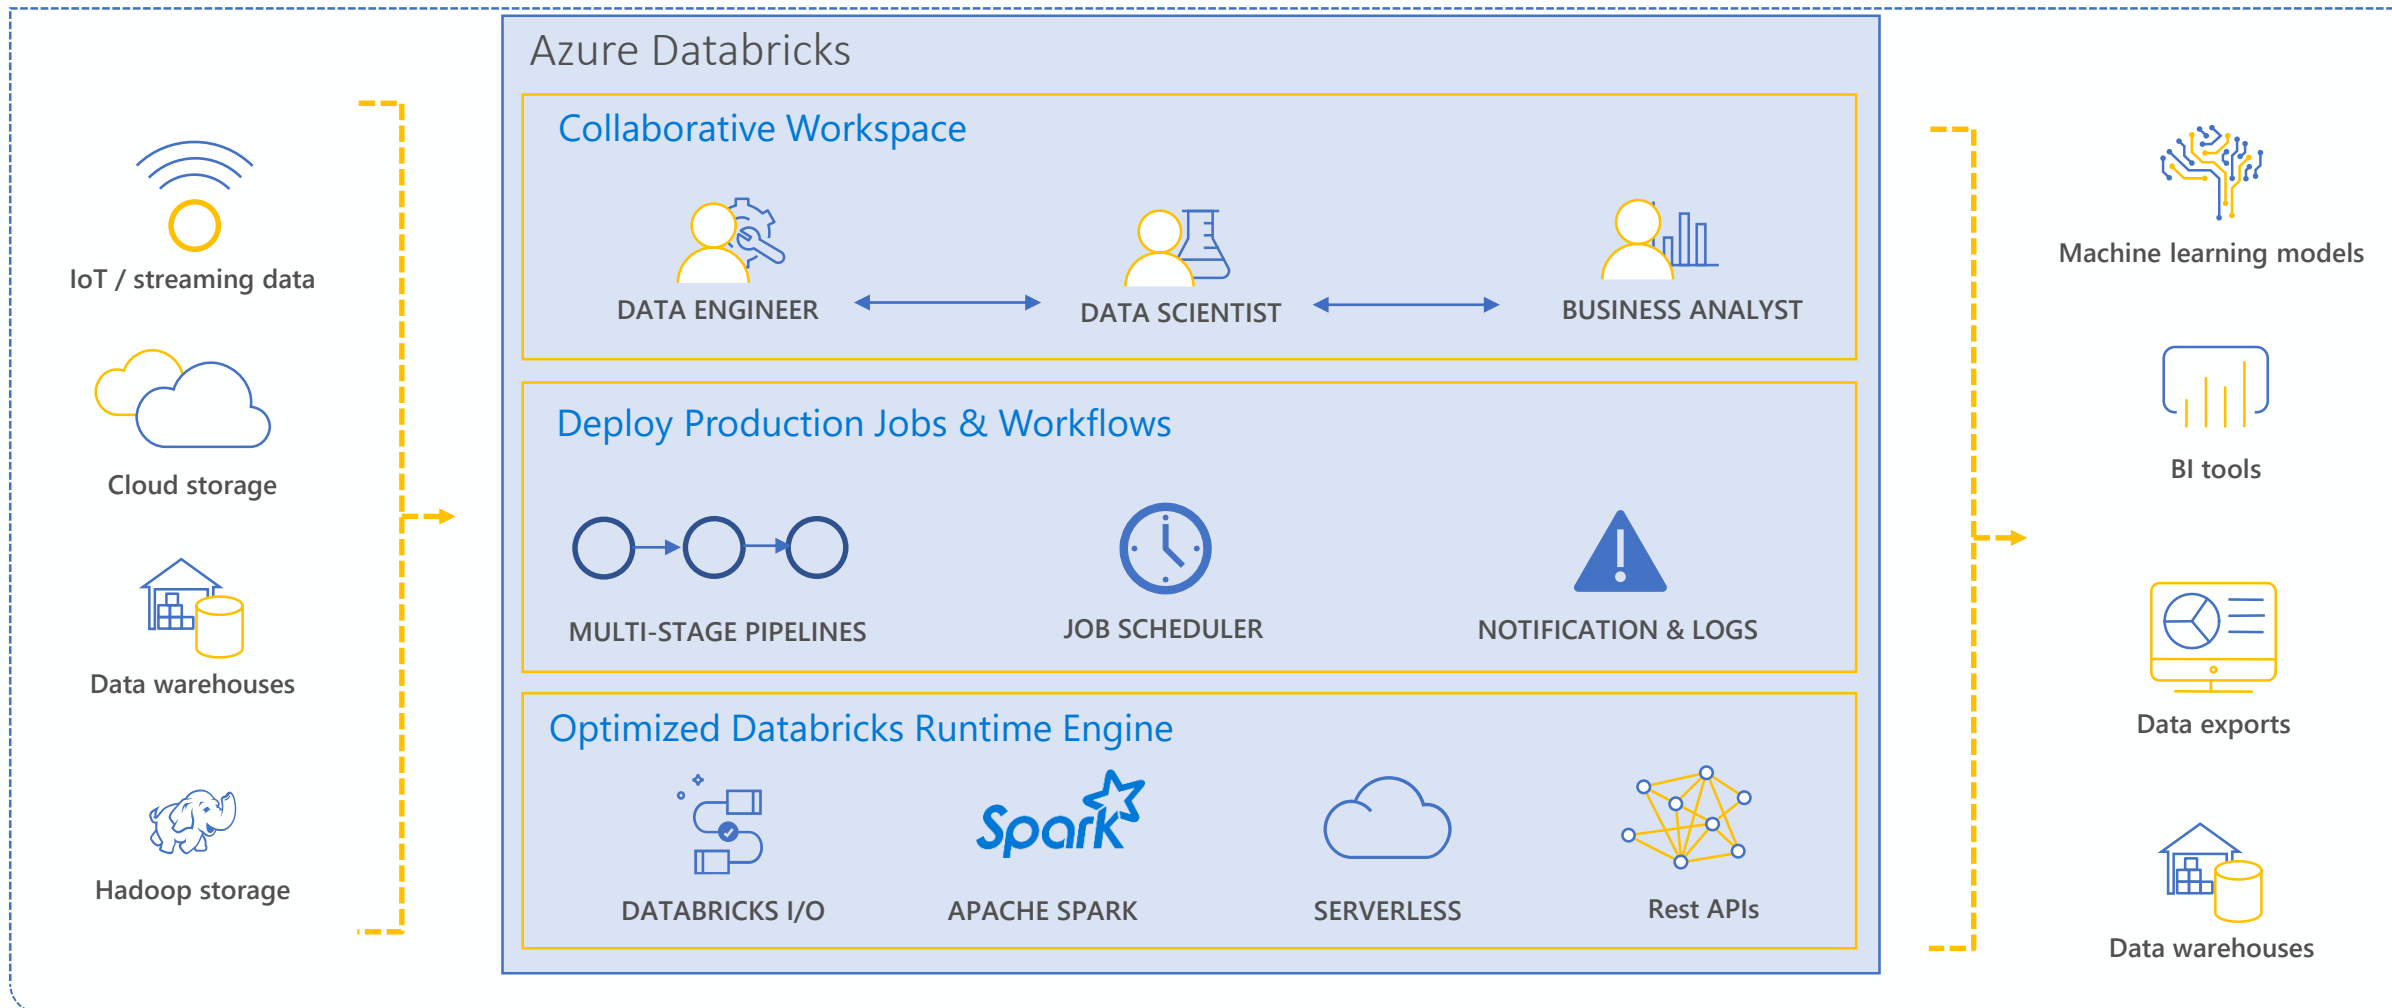 Azure Databricks
IoT / streaming data
Cloud storage
Data warehouses
Hadoop storage
Collaborative Workspace
DATA ENGINEER
DATA SCIENTIST
BUSINESS ANALYST
Deploy Production Jobs & Workflows
MULTI-STAGE PIPELINES
JOB SCHEDULER
NOTIFICATION & LOGS
Optimized Databricks Runtime Engine
Spark
DATABRICKS I/O
APACHE SPARK
SERVERLESS
Rest APIs
Machine learning models
BI tools
Data exports
Data warehouses